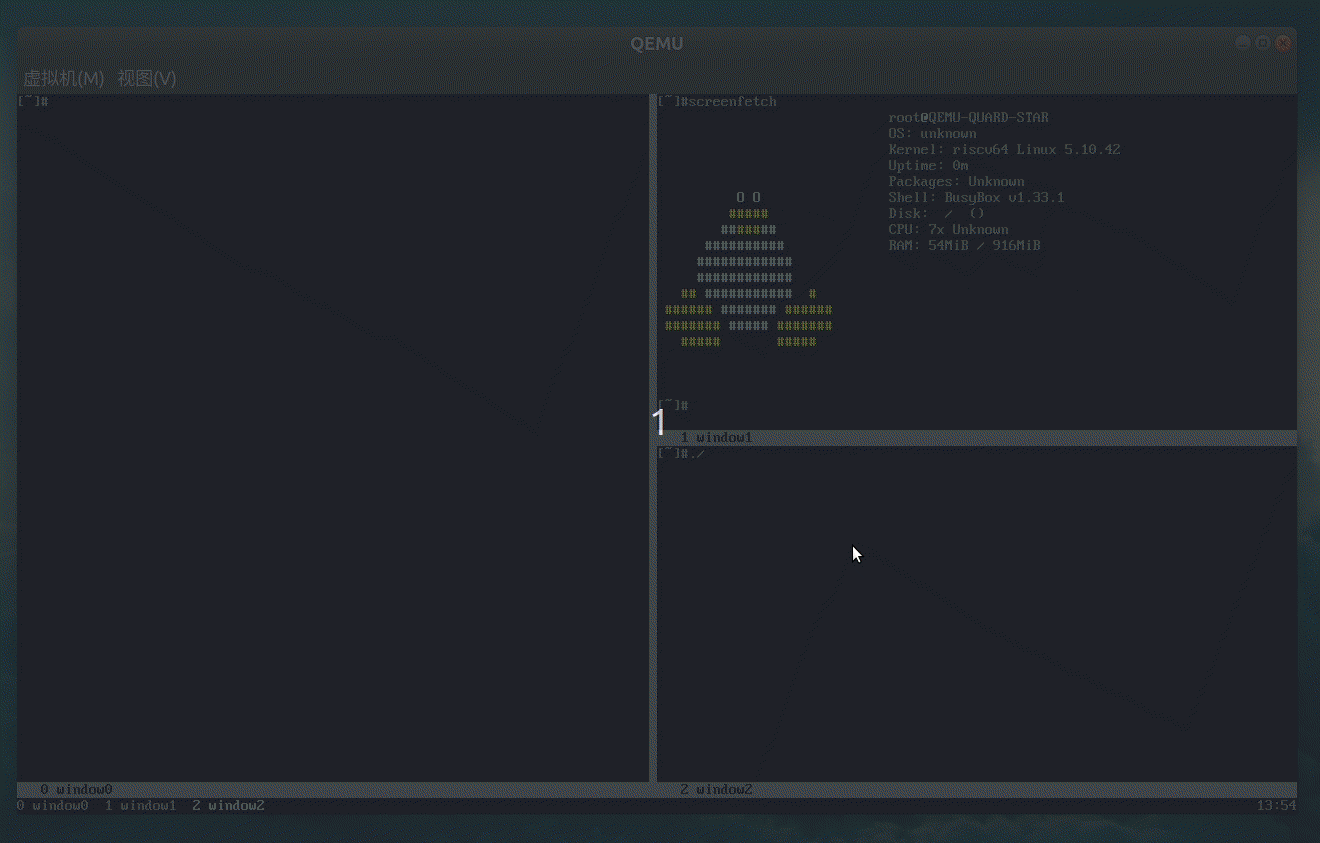 QEMU
虚拟机(M) 视图(V)
[~]#
[~]#screenfetch
root@QEMU-QUARD-STAR
OS: unknown
Kernel: riscv64 Linux 5.10.42
Uptime: 0m
Packages: Unknown
Shell: BusyBox v1.33.1
Disk:  /  ()
CPU: 7x Unknown
RAM: 54MiB / 916MiB
O O
#####
######
##########
############
############
## ########### #
###### ####### ######
####### ##### #######
##### #####
[~]#
1
1 window1
[~]#./
0 window0
2 window2
0 window0  1 window1  2 window2
13:54